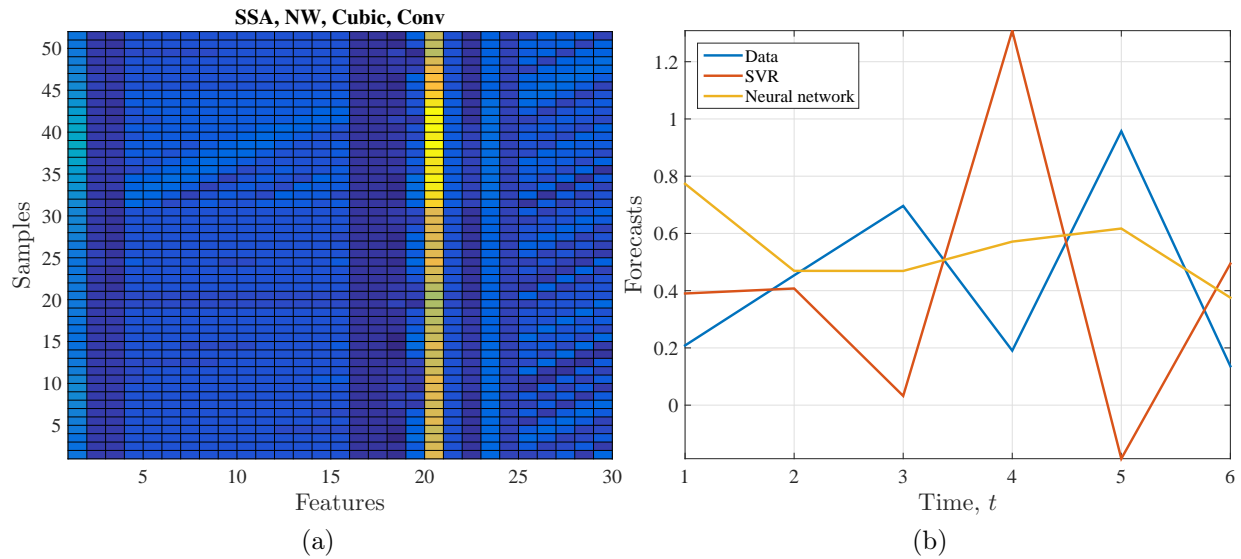 SSA, NW, Cubic, Conv
50
45
40
35
30
25
20
15
10
5
Samples
5 10 15 20 25 30
Features
(a)
Data
SVR
Neural network
1.2
1
0.8
0.6
0.4
0.2
0
Forecasts
1 2 3 4 5 6
Time, t
(b)